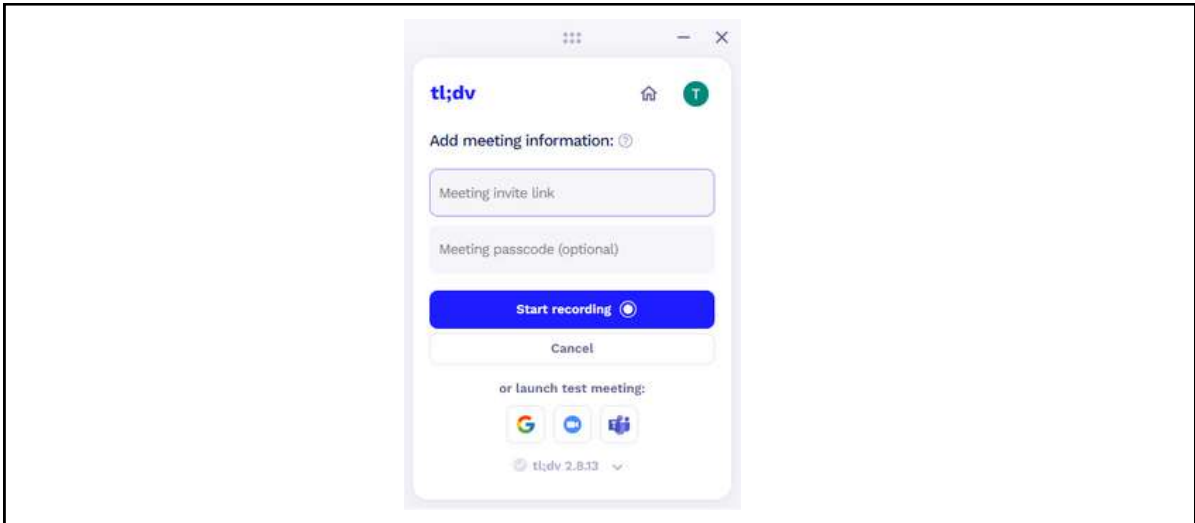 tl;dv
T
Add meeting information:
Meeting invite link
Meeting passcode (optional)
Start recording
Cancel
or launch test meeting:
tl;dv 2.8.13